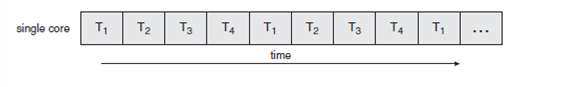 single core T₁ T₂ T₃ T₄ T₁ T₂ T₃ T₄ T₁ ...
time